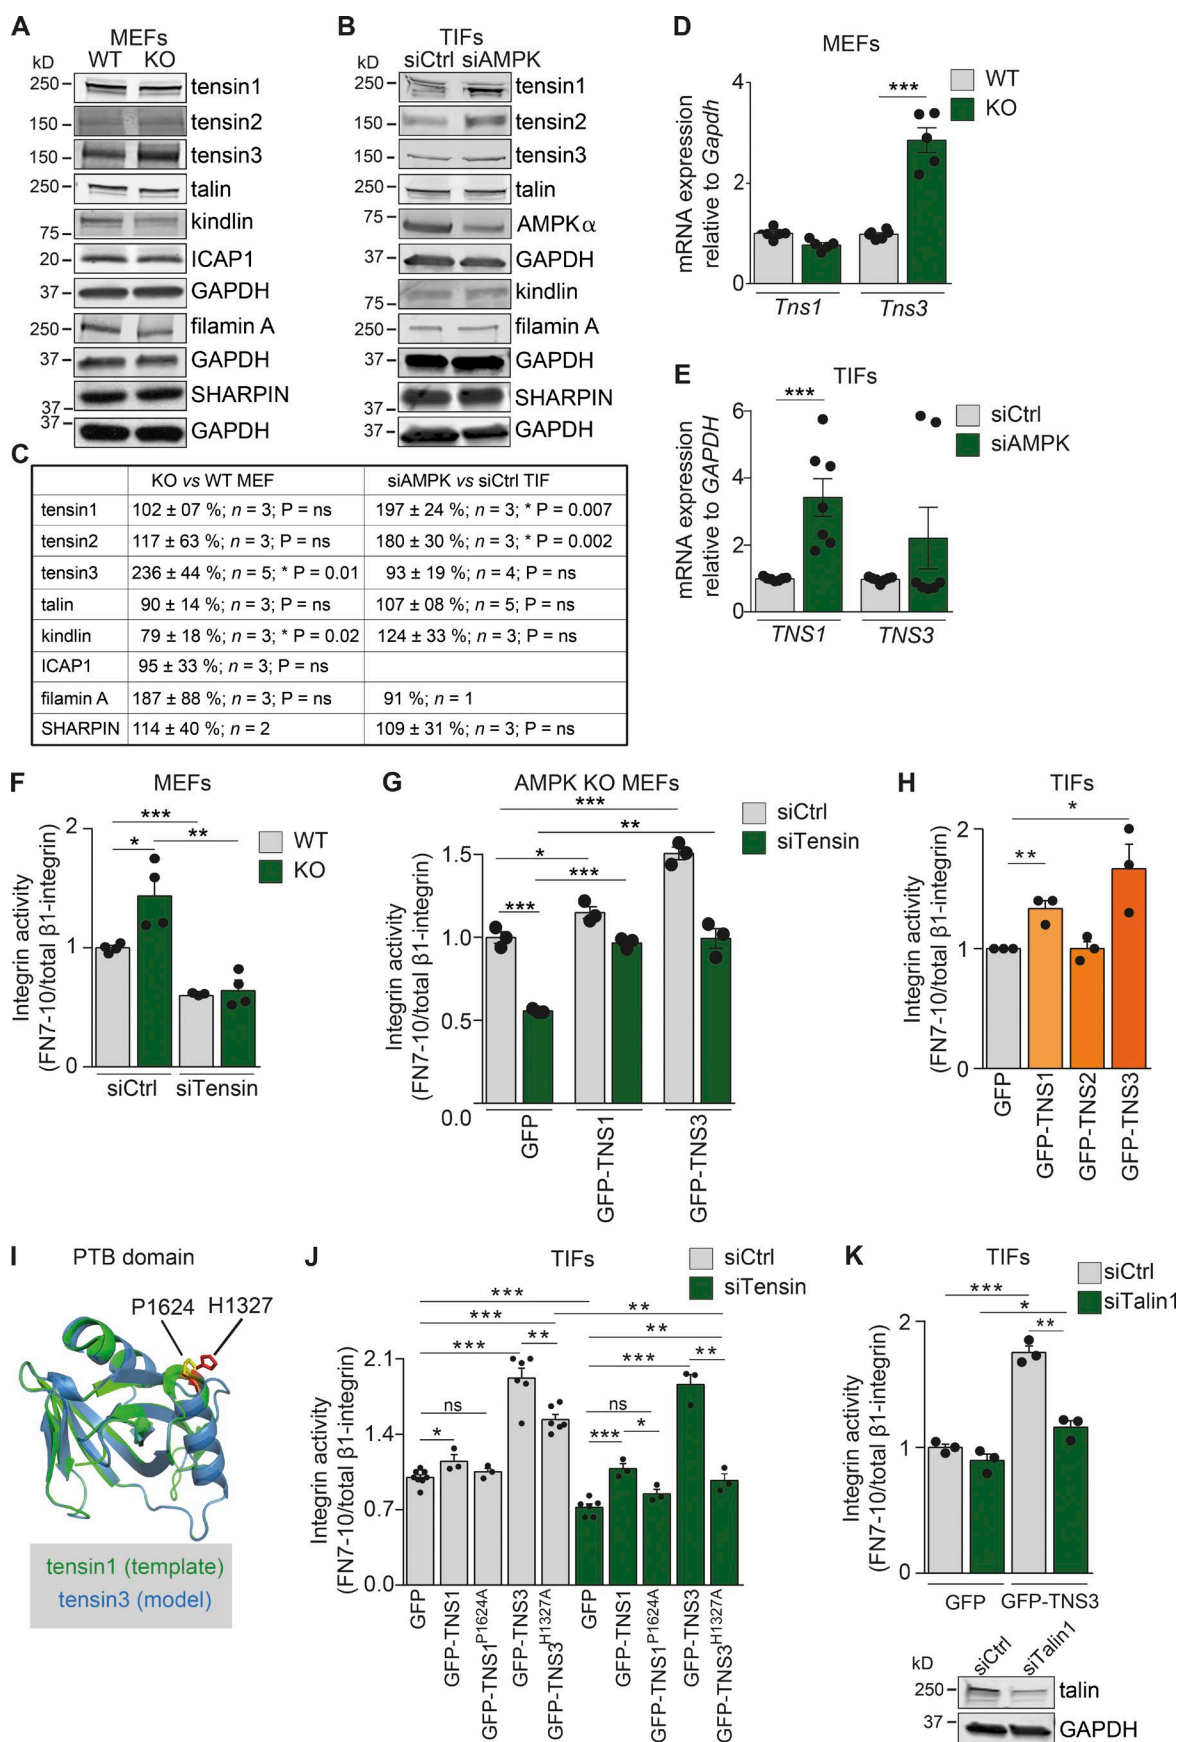 A
MEFs
kD
WT KO
250
tensin1
150
tensin2
150
tensin3
250
talin
75
kindlin
20
ICAP1
37
GAPDH
250
filamin A
37
GAPDH
37
SHARPIN
37
GAPDH
B
TIFs
kD
siCtrl siAMPK
250
tensin1
150
tensin2
150
tensin3
250
talin
75
AMPKα
37
GAPDH
75
kindlin
250
filamin A
37
GAPDH
37
SHARPIN
37
GAPDH
C
KO vs WT MEF siAMPK vs siCtrl TIF
tensin1 102 ± 07 %; n = 3; P = ns 197 ± 24 %; n = 3; * P = 0.007
tensin2 117 ± 63 %; n = 3; P = ns 180 ± 30 %; n = 3; * P = 0.002
tensin3 236 ± 44 %; n = 5; * P = 0.01 93 ± 19 %; n = 4; P = ns
talin 90 ± 14 %; n = 3; P = ns 107 ± 08 %; n = 5; P = ns
kindlin 79 ± 18 %; n = 3; * P = 0.02 124 ± 33 %; n = 3; P = ns
ICAP1 95 ± 33 %; n = 3; P = ns
filamin A 187 ± 88 %; n = 3; P = ns 91 %; n = 1
SHARPIN 114 ± 40 %; n = 2 109 ± 31 %; n = 3; P = ns
D
MEFs
WT
KO
mRNA expression
relative to Gapdh
4
2
0
***
Tns1 Tns3
E
TIFs
siCtrl
siAMPK
mRNA expression
relative to GAPDH
6
4
2
0
***
TNS1 TNS3
F
MEFs
WT
KO
Integrin activity
(FN7-10/total β1-integrin)
2
1
0
***
* **
siCtrl siTensin
G
AMPK KO MEFs
siCtrl
siTensin
Integrin activity
(FN7-10/total β1-integrin)
1.5
1.0
0.5
0.0
***
**
*
***
***
GFP
GFP-TNS1
GFP-TNS3
H
TIFs
Integrin activity
(FN7-10/total β1-integrin)
2
1
0
*
**
GFP
GFP-TNS1
GFP-TNS2
GFP-TNS3
I
PTB domain
P1624 H1327
tensin1 (template)
tensin3 (model)
J
TIFs
siCtrl
siTensin
Integrin activity
(FN7-10/total β1-integrin)
2.1
1.4
0.7
0.0
***
*** **
** **
*** *** **
ns ns
* *** *
GFP
GFP-TNS1
GFP-TNS1P1624A
GFP-TNS3
GFP-TNS3H1327A
GFP
GFP-TNS1
GFP-TNS1P1624A
GFP-TNS3
GFP-TNS3H1327A
K
TIFs
siCtrl
siTalin1
Integrin activity
(FN7-10/total β1-integrin)
2
1
0
***
*
**
GFP GFP-TNS3
kD
siCtrl
siTalin1
250
talin
37
GAPDH